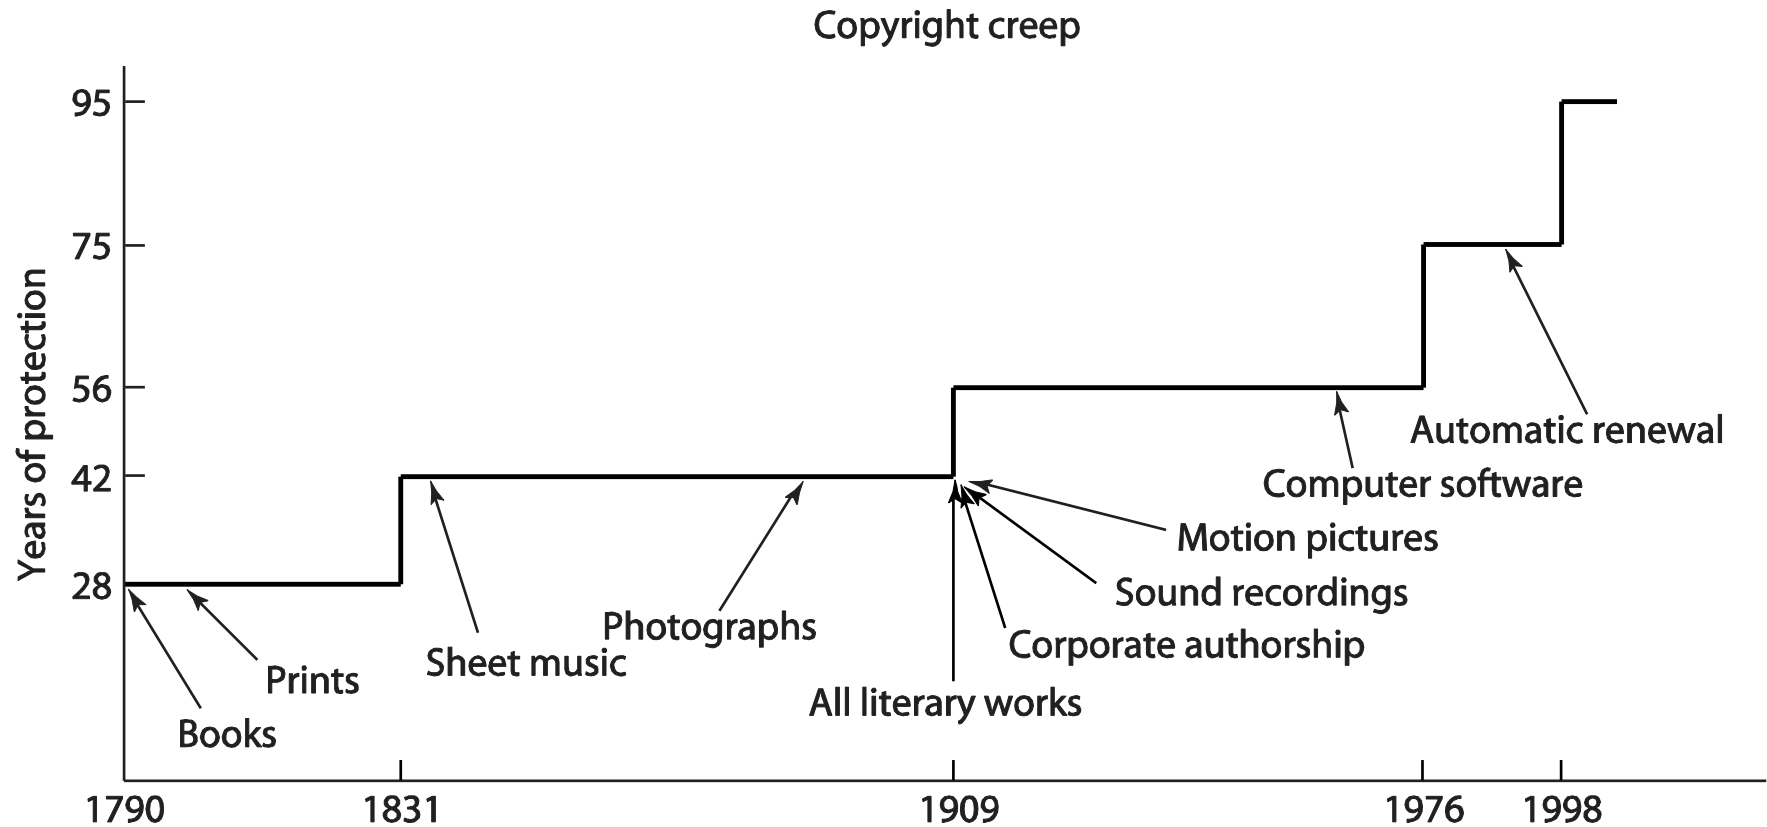 Copyright creep
Years of protection
95
75
56
42
28
Automatic renewal
Computer software
Motion pictures
Sound recordings
Photographs
Corporate authorship
Sheet music
Prints
All literary works
Books
1790
1831
1909
1976
1998